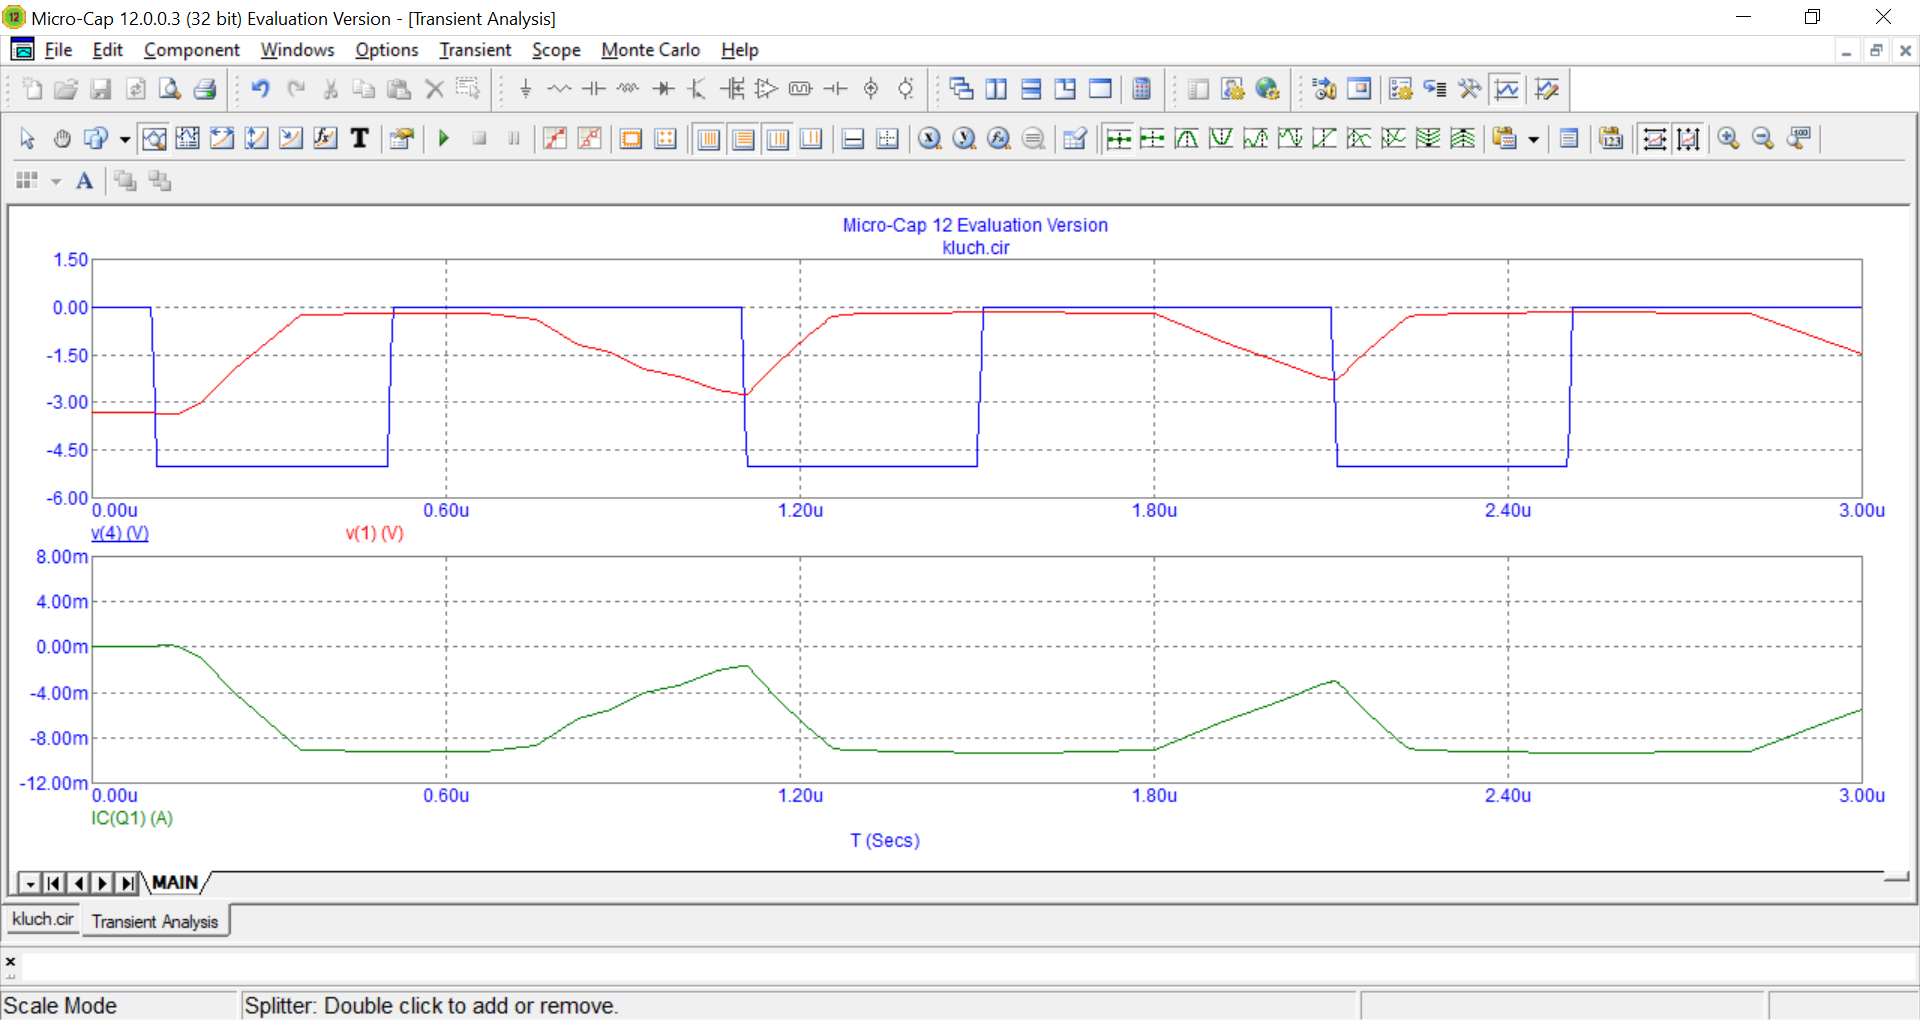 Micro-Cap 12.0.0.3 (32 bit) Evaluation Version - [Transient Analysis]
File Edit Component Windows Options Transient Scope Monte Carlo Help
Micro-Cap 12 Evaluation Version
kluch.cir
1.50
0.00
-1.50
-3.00
-4.50
-6.00
0.00u 0.60u 1.20u 1.80u 2.40u 3.00u
v(4) (V) v(1) (V)
8.00m
4.00m
0.00m
-4.00m
-8.00m
-12.00m
0.00u 0.60u 1.20u 1.80u 2.40u 3.00u
IC(Q1) (A)
T (Secs)
MAIN
kluch.cir Transient Analysis
Scale Mode Splitter: Double click to add or remove.